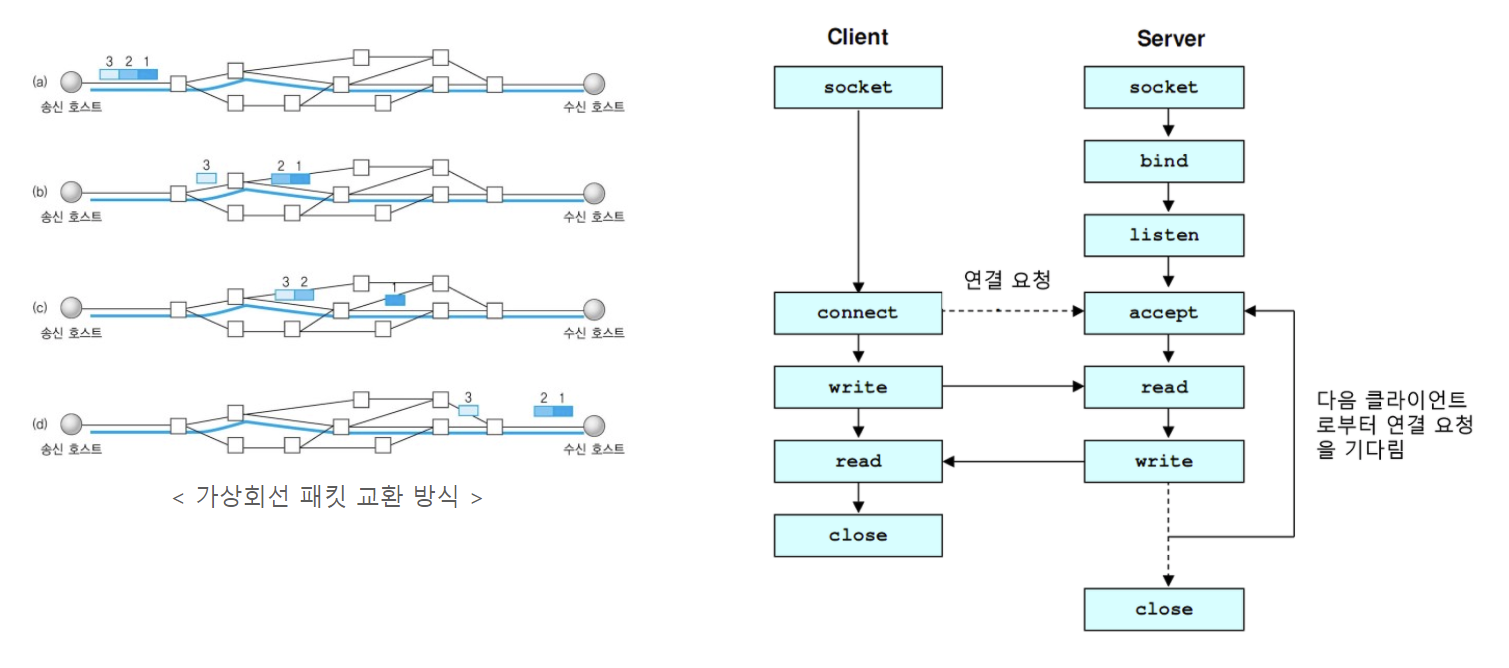 3 2 1
(a)
송신 호스트
수신 호스트
3
2 1
(b)
송신 호스트
수신 호스트
3 2
1
(c)
송신 호스트
수신 호스트
3
2 1
(d)
송신 호스트
수신 호스트
< 가상회선 패킷 교환 방식 >
Client
socket
connect
write
read
close
연결 요청
Server
socket
bind
listen
accept
read
write
close
다음 클라이언트
로부터 연결 요청
을 기다림